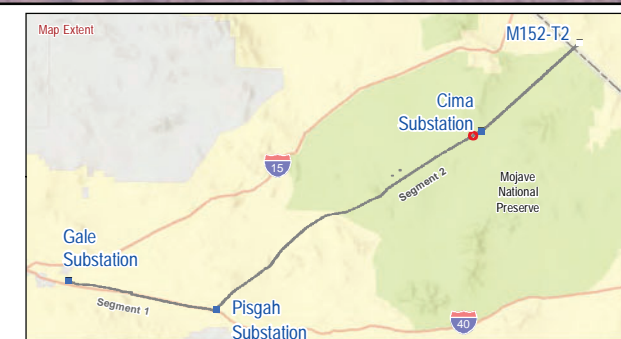 Map Extent
M152-T2
Cima
Substation
15
Segment 2
Mojave
National
Preserve
Gale
Substation
Segment 1
Pisgah
Substation
40